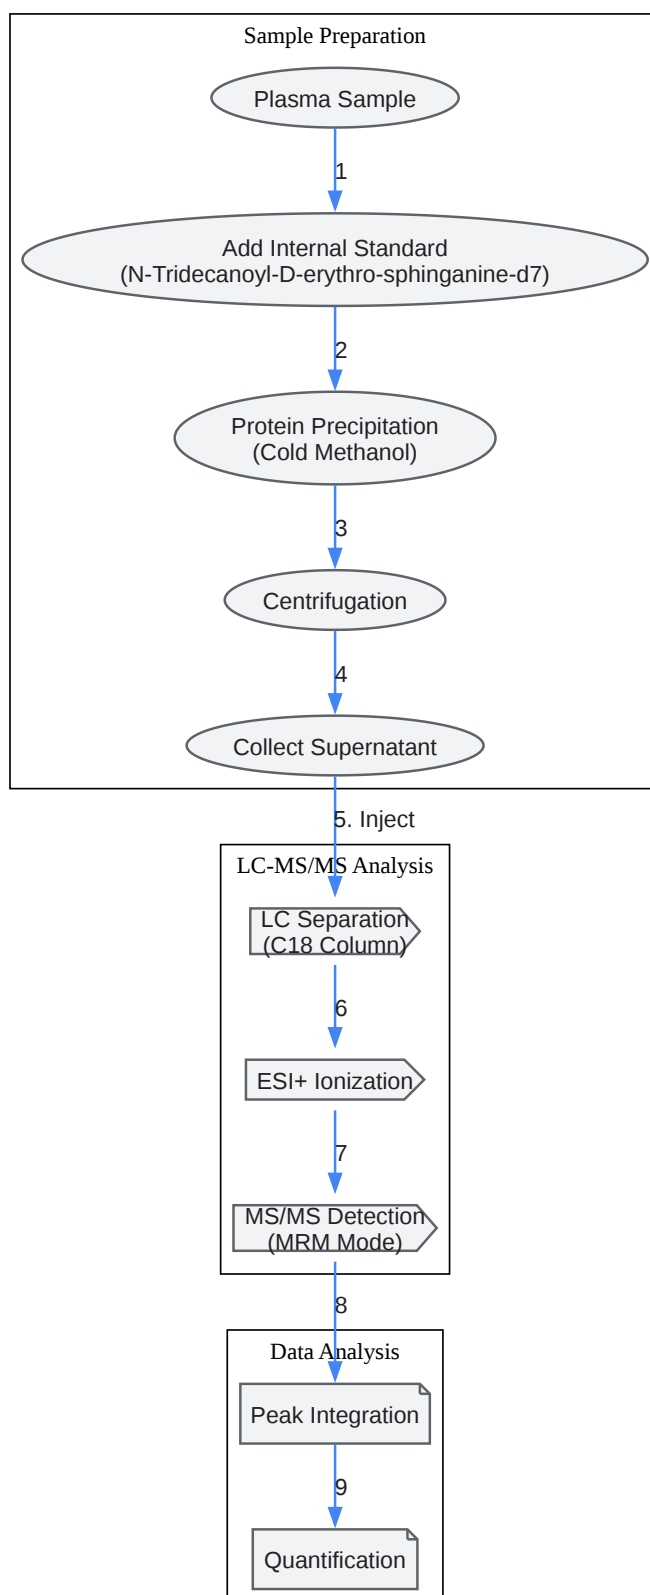 Sample Preparation
Plasma Sample
1
Add Internal Standard
(N-Tridecanoyl-D-erythro-sphinganine-d7)
2
Protein Precipitation
(Cold Methanol)
3
Centrifugation
4
Collect Supernatant
5. Inject
LC-MS/MS Analysis
LC Separation
(C18 Column)
6
ESI+ Ionization
7
MS/MS Detection
(MRM Mode)
8
Data Analysis
Peak Integration
9
Quantification